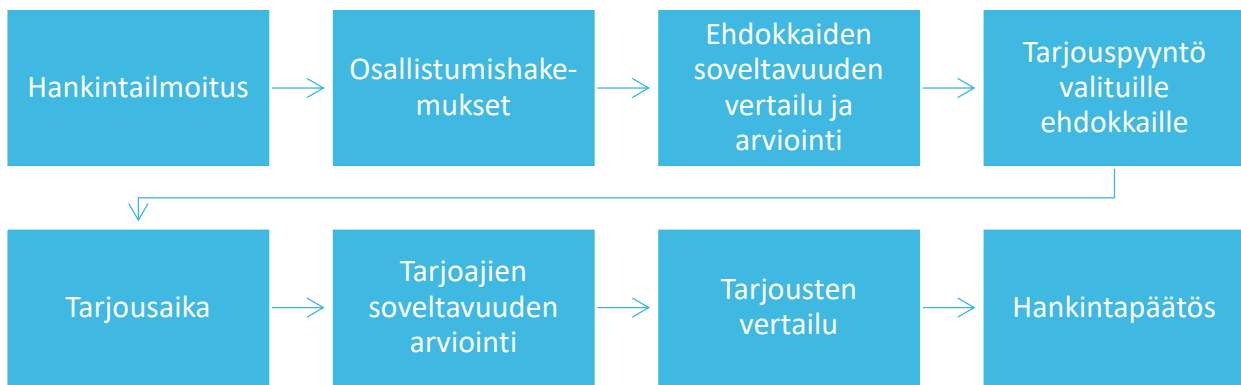 Hankintailmoitus
Osallistumishake-
mukset
Ehdokkaiden
soveltavuuden
vertailu ja
arviointi
Tarjouspyyntö
valituille
ehdokkaille
Tarjousaika
Tarjoajien
soveltavuuden
arviointi
Tarjousten
vertailu
Hankintapäätös